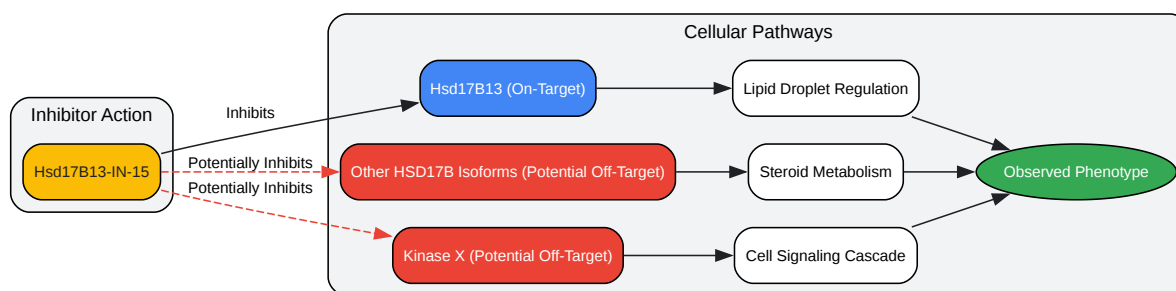 Cellular Pathways
Inhibitor Action
Hsd17B13-IN-15
Inhibits
Potentially Inhibits
Potentially Inhibits
Hsd17B13 (On-Target)
Lipid Droplet Regulation
Other HSD17B Isoforms (Potential Off-Target)
Steroid Metabolism
Observed Phenotype
Kinase X (Potential Off-Target)
Cell Signaling Cascade